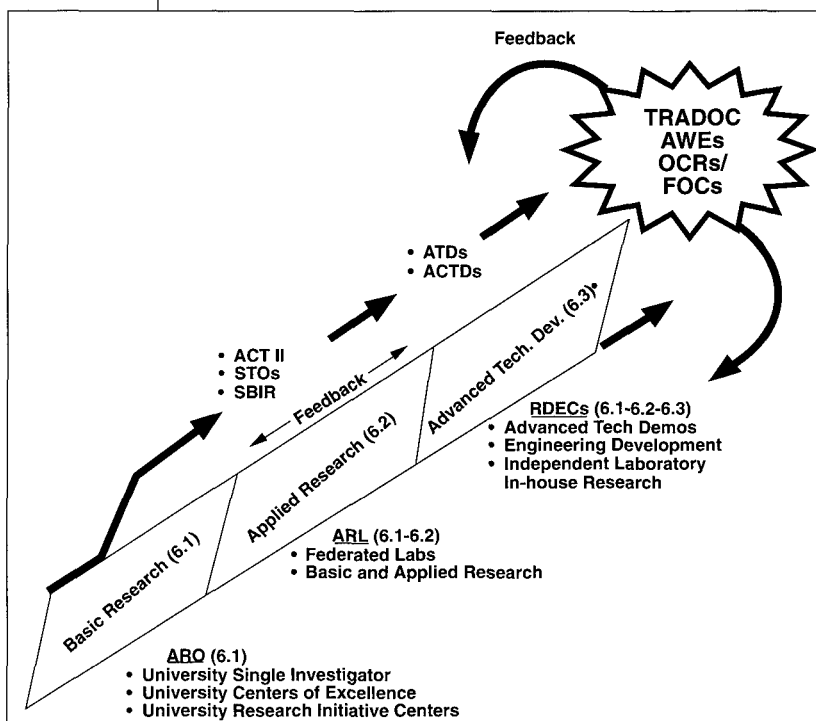 Feedback
TRADOC
AWEs
OCRs/
FOCs
• ATDs
• ACTDs
• ACT II
• STOs
• SBIR
Feedback
Advanced Tech. Dev. (6.3)•
Applied Research (6.2)
Basic Research (6.1)
RDECs (6.1-6.2-6.3)
• Advanced Tech Demos
• Engineering Development
• Independent Laboratory
In-house Research
ARL (6.1-6.2)
• Federated Labs
• Basic and Applied Research
ARO (6.1)
• University Single Investigator
• University Centers of Excellence
• University Research Initiative Centers